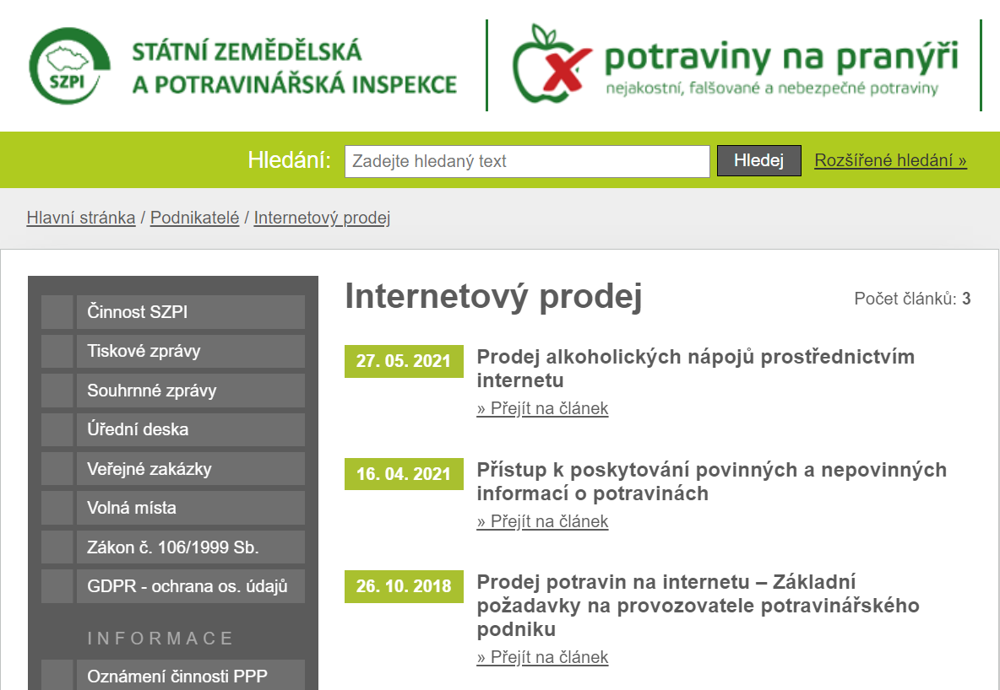 SZPI
STÁTNÍ ZEMĚDĚLSKÁ
A POTRAVINÁŘSKÁ INSPEKCE
potraviny na pranýři
nejakostní, falšované a nebezpečné potraviny
Hledání: Zadejte hledaný text Hledej Rozšířené hledání »
Hlavní stránka / Podnikatelé / Internetový prodej
Činnost SZPI
Tiskové zprávy
Souhrnné zprávy
Úřední deska
Veřejné zakázky
Volná místa
Zákon č. 106/1999 Sb.
GDPR - ochrana os. údajů
INFORMACE
Oznámení činnosti PPP
Internetový prodej
Počet článků: 3
27. 05. 2021
Prodej alkoholických nápojů prostřednictvím
internetu
» Přejít na článek
16. 04. 2021
Přístup k poskytování povinných a nepovinných
informací o potravinách
» Přejít na článek
26. 10. 2018
Prodej potravin na internetu – Základní
požadavky na provozovatele potravinářského
podniku
» Přejít na článek